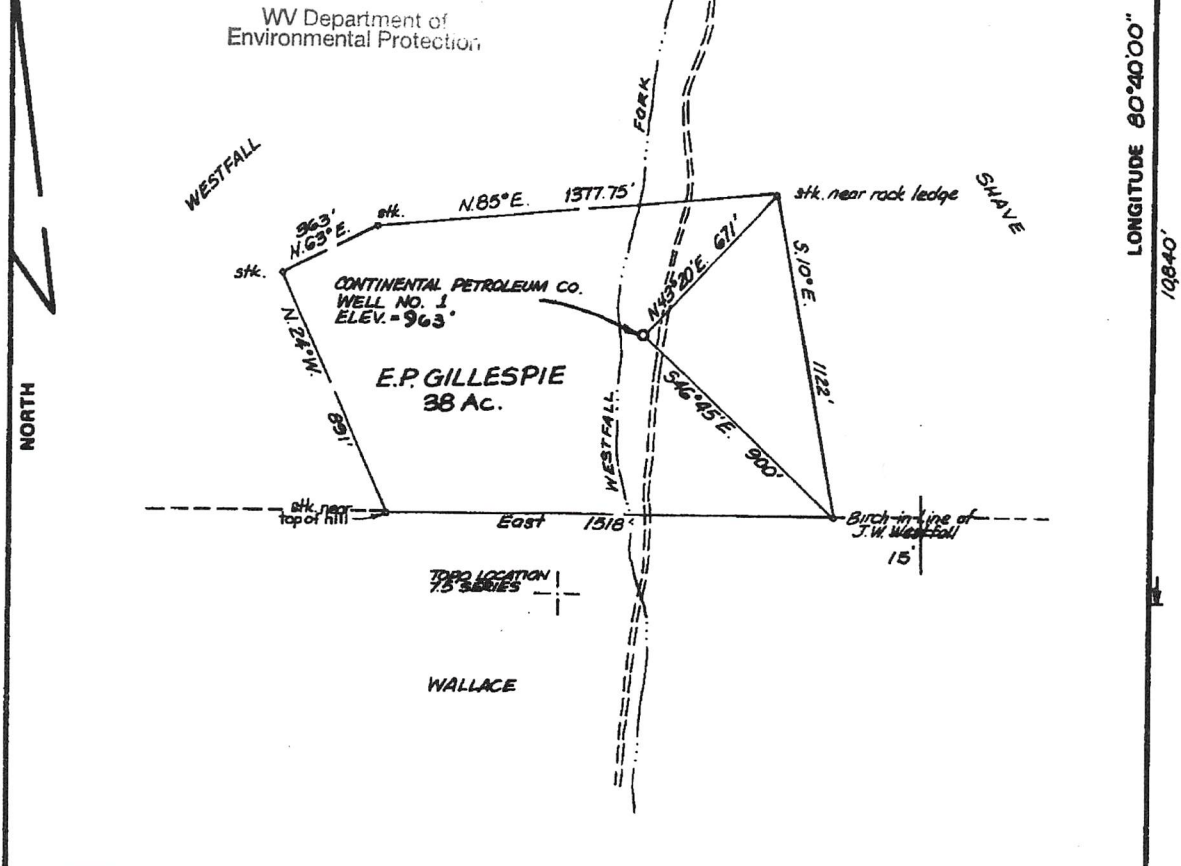 WV Department of
Environmental Protection
LONGITUDE 80°40'00"
10,840'
NORTH
WESTFALL
FORK
SHAVE
363'
N.63°E.
stk.
stk.
N.85°E. 1377.75'
stk. near rock ledge
CONTINENTAL PETROLEUM CO.
WELL NO. 1
ELEV. = 963'
N43°20'E. 671'
S.10°E. 1122'
N.24°W. 891'
E.P. GILLESPIE
38 Ac.
S46°45'E. 900'
WESTFALL
stk. near
top of hill
East 1518'
Birch-in-Line of
J.W. Westfall
15'
TOPO LOCATION
7.5 SERIES
WALLACE